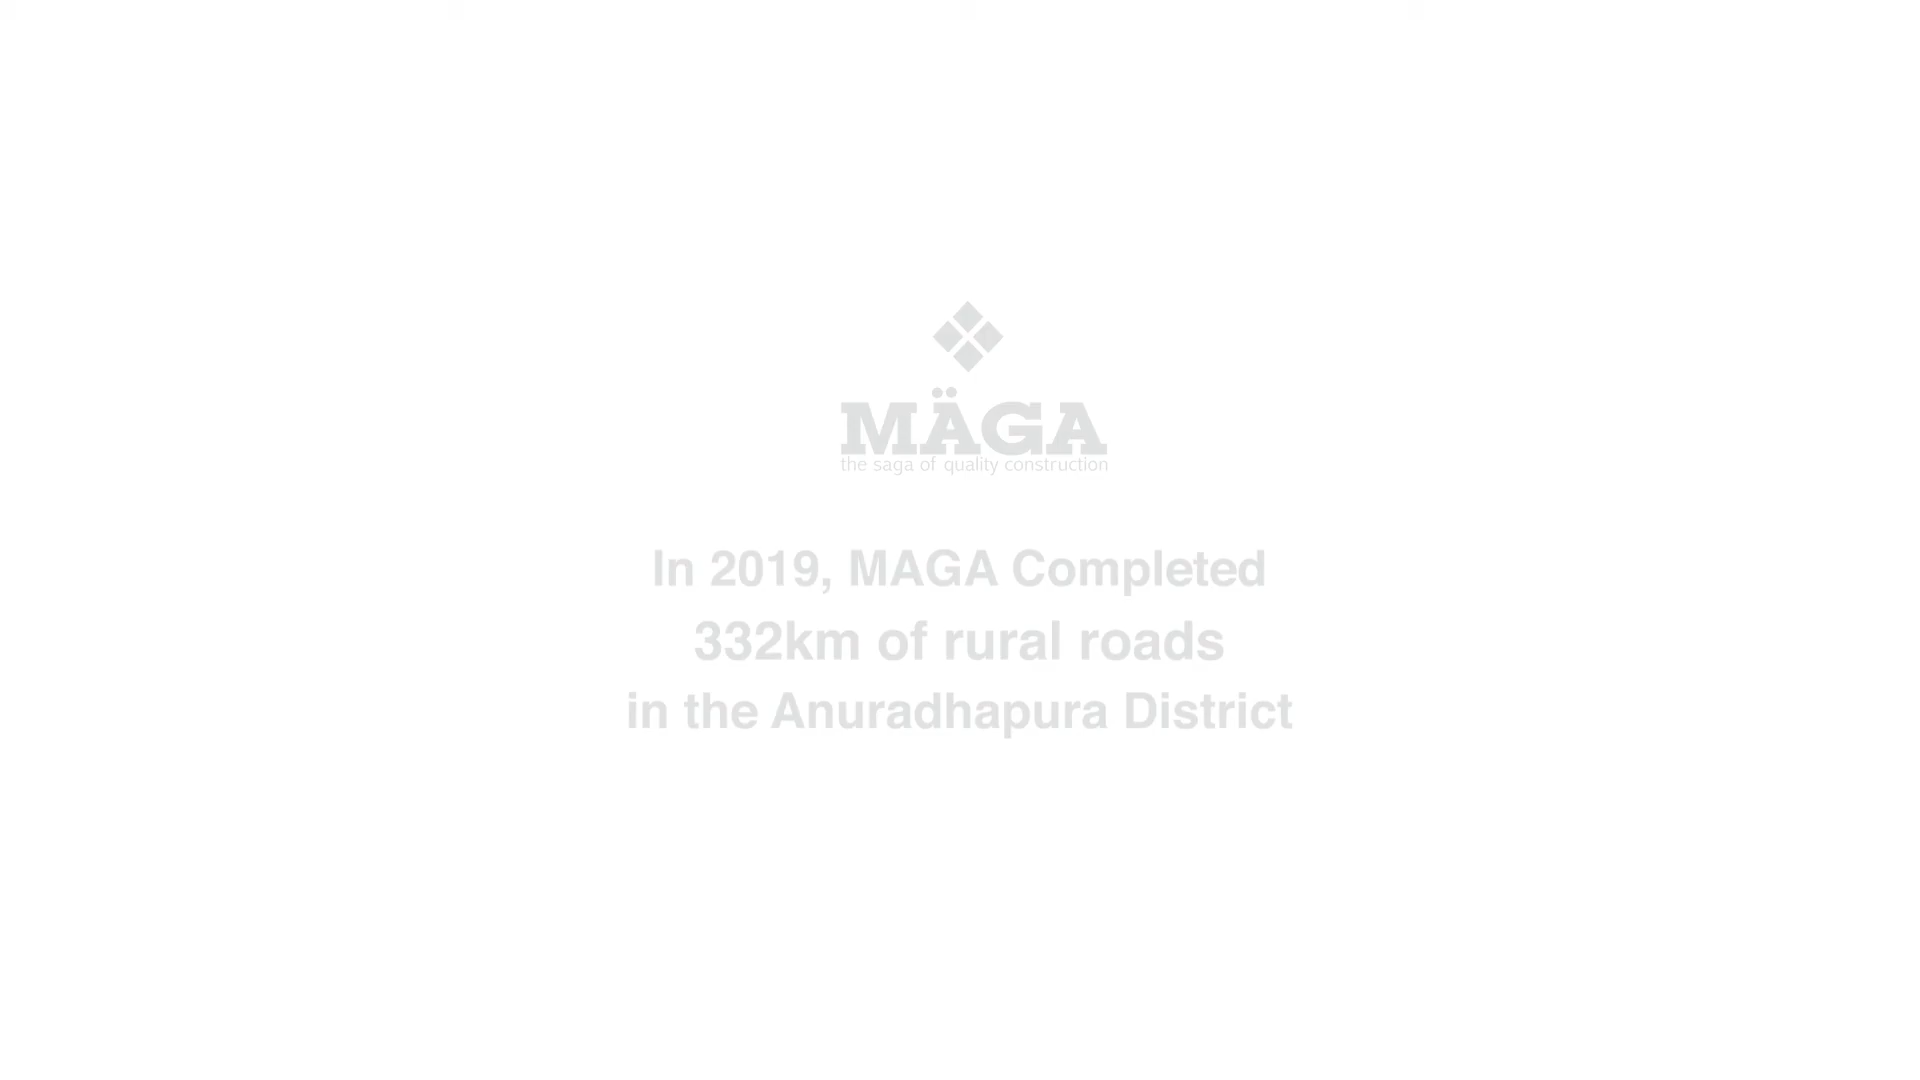 MÄGA
the saga of quality construction
In 2019, MAGA Completed
332km of rural roads
in the Anuradhapura District